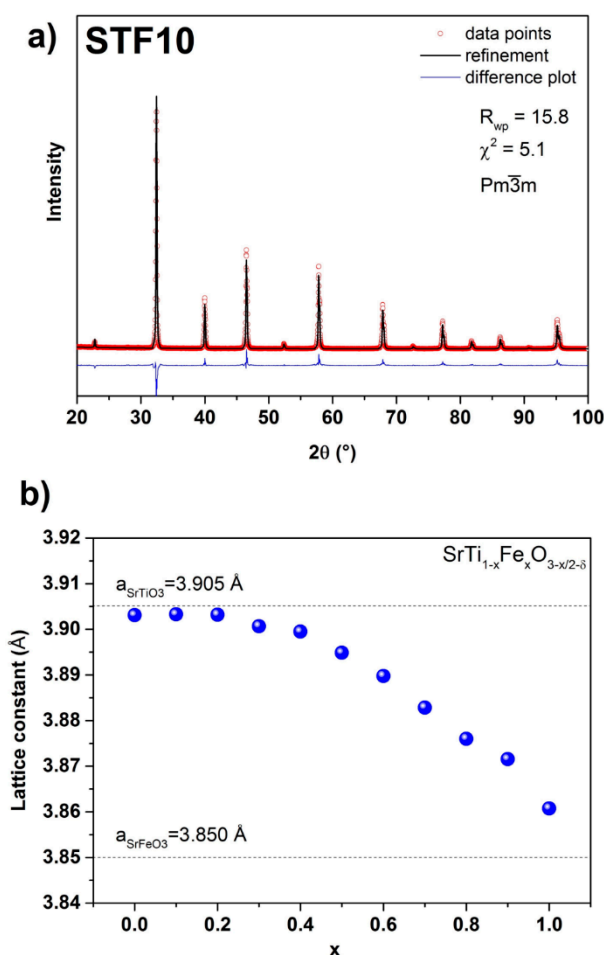 a)
STF10
data points
refinement
difference plot
R_wp = 15.8
χ² = 5.1
Pm3̅m
Intensity
20 30 40 50 60 70 80 90 100
2θ (°)
b)
3.92
3.91
3.90
3.89
3.88
3.87
3.86
3.85
3.84
SrTi₁₋ₓFeₓO₃₋ₓ/₂₋δ
a_SrTiO3=3.905 Å
Lattice constant (Å)
a_SrFeO3=3.850 Å
0.0 0.2 0.4 0.6 0.8 1.0
x